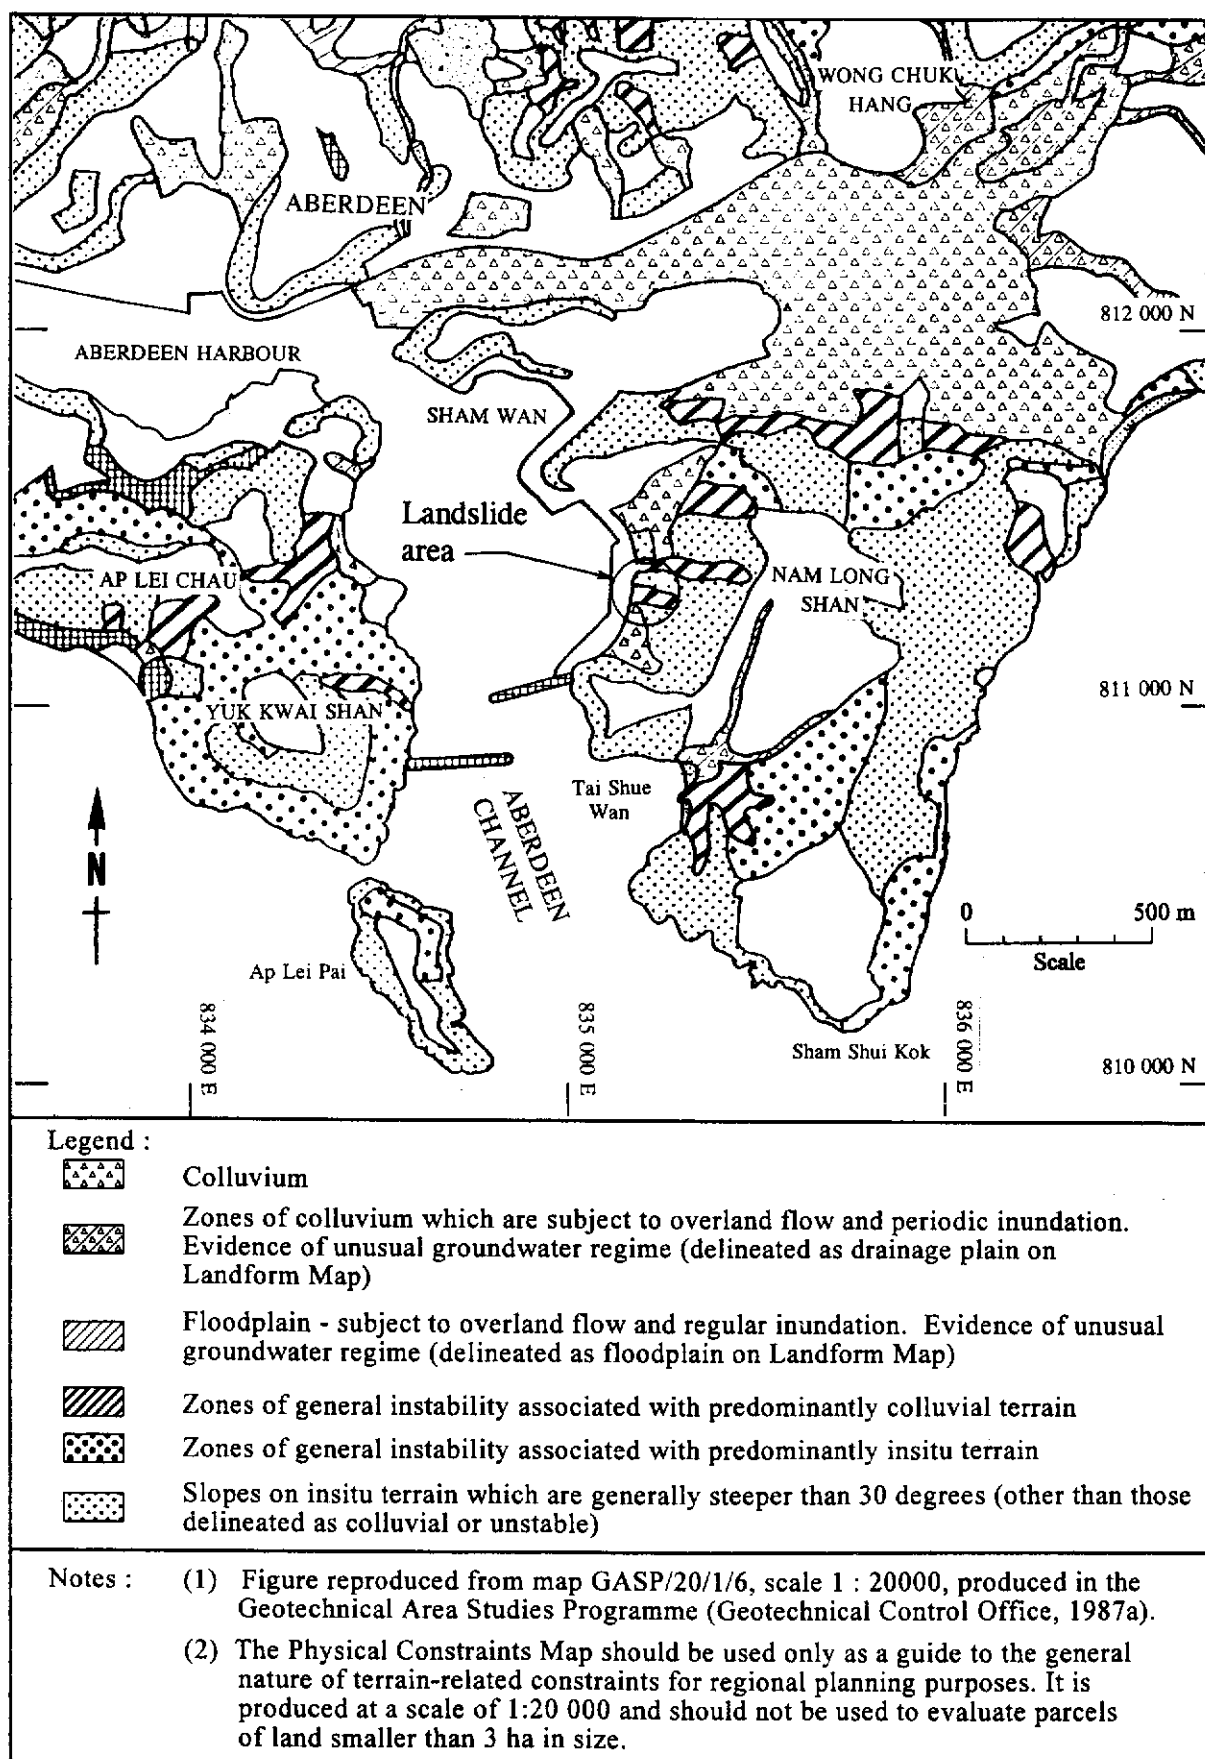 WONG CHUK
HANG
ABERDEEN
812 000 N
ABERDEEN HARBOUR
SHAM WAN
Landslide
area
AP LEI CHAU
NAM LONG
SHAN
811 000 N
YUK KWAI SHAN
Tai Shue
Wan
ABERDEEN
CHANNEL
N
0 500 m
Scale
Ap Lei Pai
834 000 E
835 000 E
836 000 E
Sham Shui Kok
810 000 N
Legend :
Colluvium
Zones of colluvium which are subject to overland flow and periodic inundation.
Evidence of unusual groundwater regime (delineated as drainage plain on
Landform Map)
Floodplain - subject to overland flow and regular inundation. Evidence of unusual
groundwater regime (delineated as floodplain on Landform Map)
Zones of general instability associated with predominantly colluvial terrain
Zones of general instability associated with predominantly insitu terrain
Slopes on insitu terrain which are generally steeper than 30 degrees (other than those
delineated as colluvial or unstable)
Notes : (1) Figure reproduced from map GASP/20/1/6, scale 1 : 20000, produced in the
Geotechnical Area Studies Programme (Geotechnical Control Office, 1987a).
(2) The Physical Constraints Map should be used only as a guide to the general
nature of terrain-related constraints for regional planning purposes. It is
produced at a scale of 1:20 000 and should not be used to evaluate parcels
of land smaller than 3 ha in size.